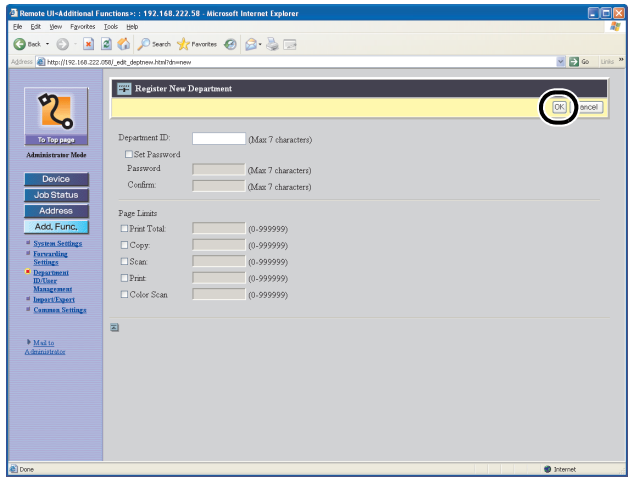 Remote UI<Additional Functions>: : 192.168.222.58 - Microsoft Internet Explorer
File Edit View Favorites Tools Help
Back Search Favorites
Address http://192.168.222.058/_edit_deptnew.html?dn=new Go Links »
Register New Department
OK ancel
To Top page
Administrator Mode
Device
Job Status
Address
Add. Func.
System Settings
Forwarding
Settings
Department
ID/User
Management
Import/Export
Common Settings
Mail to
Administrator
Department ID: (Max 7 characters)
Set Password
Password (Max 7 characters)
Confirm: (Max 7 characters)
Page Limits
Print Total: (0-999999)
Copy: (0-999999)
Scan: (0-999999)
Print: (0-999999)
Color Scan (0-999999)
Done Internet